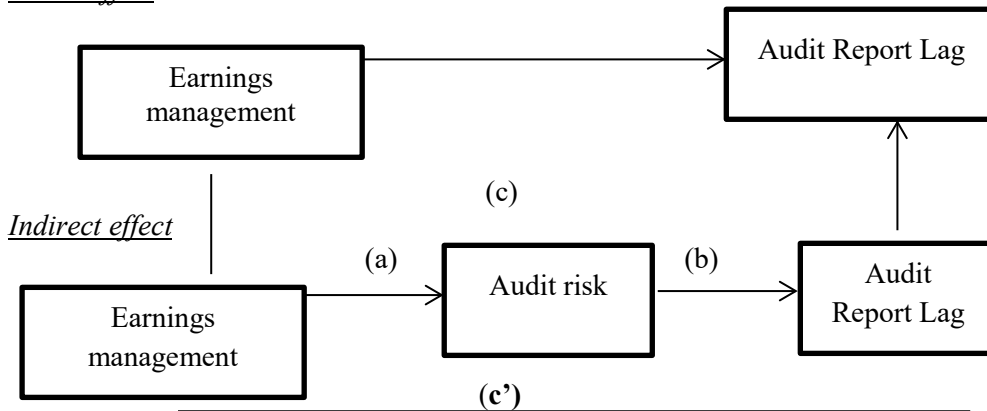 Audit Report Lag
Earnings
management
(c)
Indirect effect
(a)
(b)
Audit risk
Audit
Report Lag
Earnings
management
(c’)